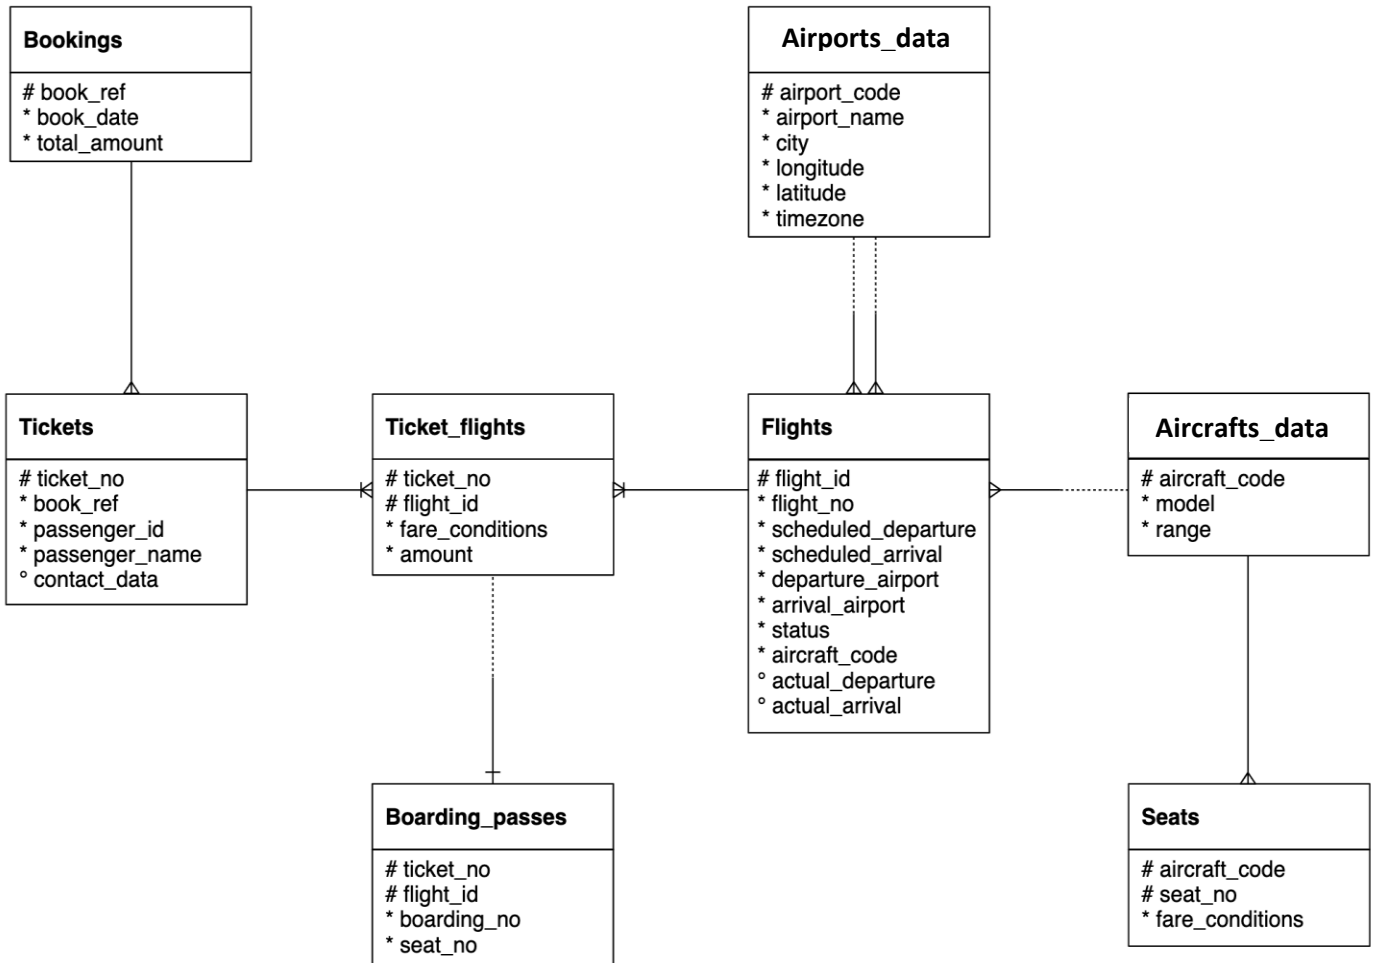 Bookings
# book_ref
* book_date
* total_amount
Airports_data
# airport_code
* airport_name
* city
* longitude
* latitude
* timezone
Tickets
# ticket_no
* book_ref
* passenger_id
* passenger_name
° contact_data
Ticket_flights
# ticket_no
# flight_id
* fare_conditions
* amount
Flights
# flight_id
* flight_no
* scheduled_departure
* scheduled_arrival
* departure_airport
* arrival_airport
* status
* aircraft_code
° actual_departure
° actual_arrival
Aircrafts_data
# aircraft_code
* model
* range
Boarding_passes
# ticket_no
# flight_id
* boarding_no
* seat_no
Seats
# aircraft_code
# seat_no
* fare_conditions